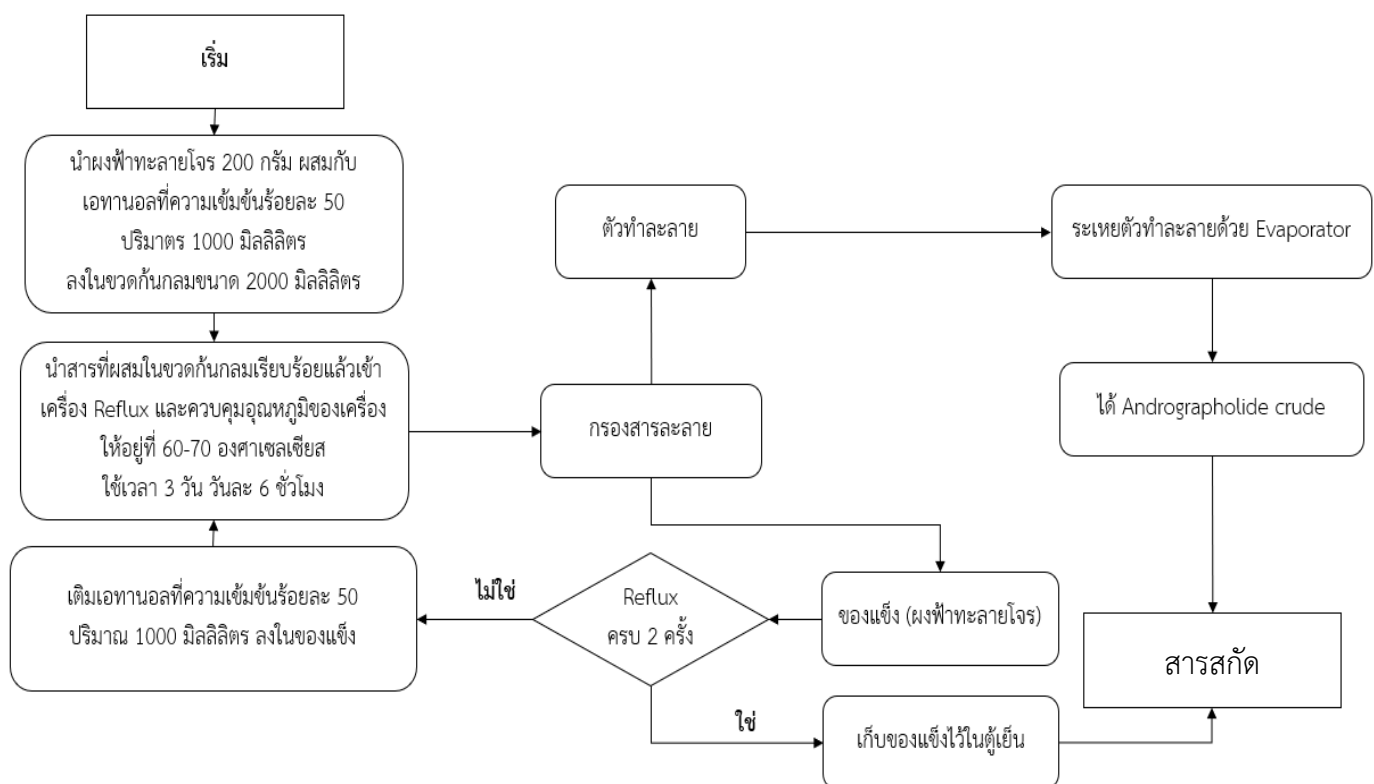 เริ่ม
นำผงฟ้าทะลายโจร 200 กรัม ผสมกับ
เอทานอลที่ความเข้มข้นร้อยละ 50
ปริมาตร 1000 มิลลิลิตร
ลงในขวดก้นกลมขนาด 2000 มิลลิลิตร
นำสารที่ผสมในขวดก้นกลมเรียบร้อยแล้วเข้า
เครื่อง Reflux และควบคุมอุณหภูมิของเครื่อง
ให้อยู่ที่ 60-70 องศาเซลเซียส
ใช้เวลา 3 วัน วันละ 6 ชั่วโมง
กรองสารละลาย
ตัวทำละลาย
ระเหยตัวทำละลายด้วย Evaporator
ได้ Andrographolide crude
ของแข็ง (ผงฟ้าทะลายโจร)
Reflux
ครบ 2 ครั้ง
ไม่ใช่
เติมเอทานอลที่ความเข้มข้นร้อยละ 50
ปริมาณ 1000 มิลลิลิตร ลงในของแข็ง
ใช่
เก็บของแข็งไว้ในตู้เย็น
สารสกัด